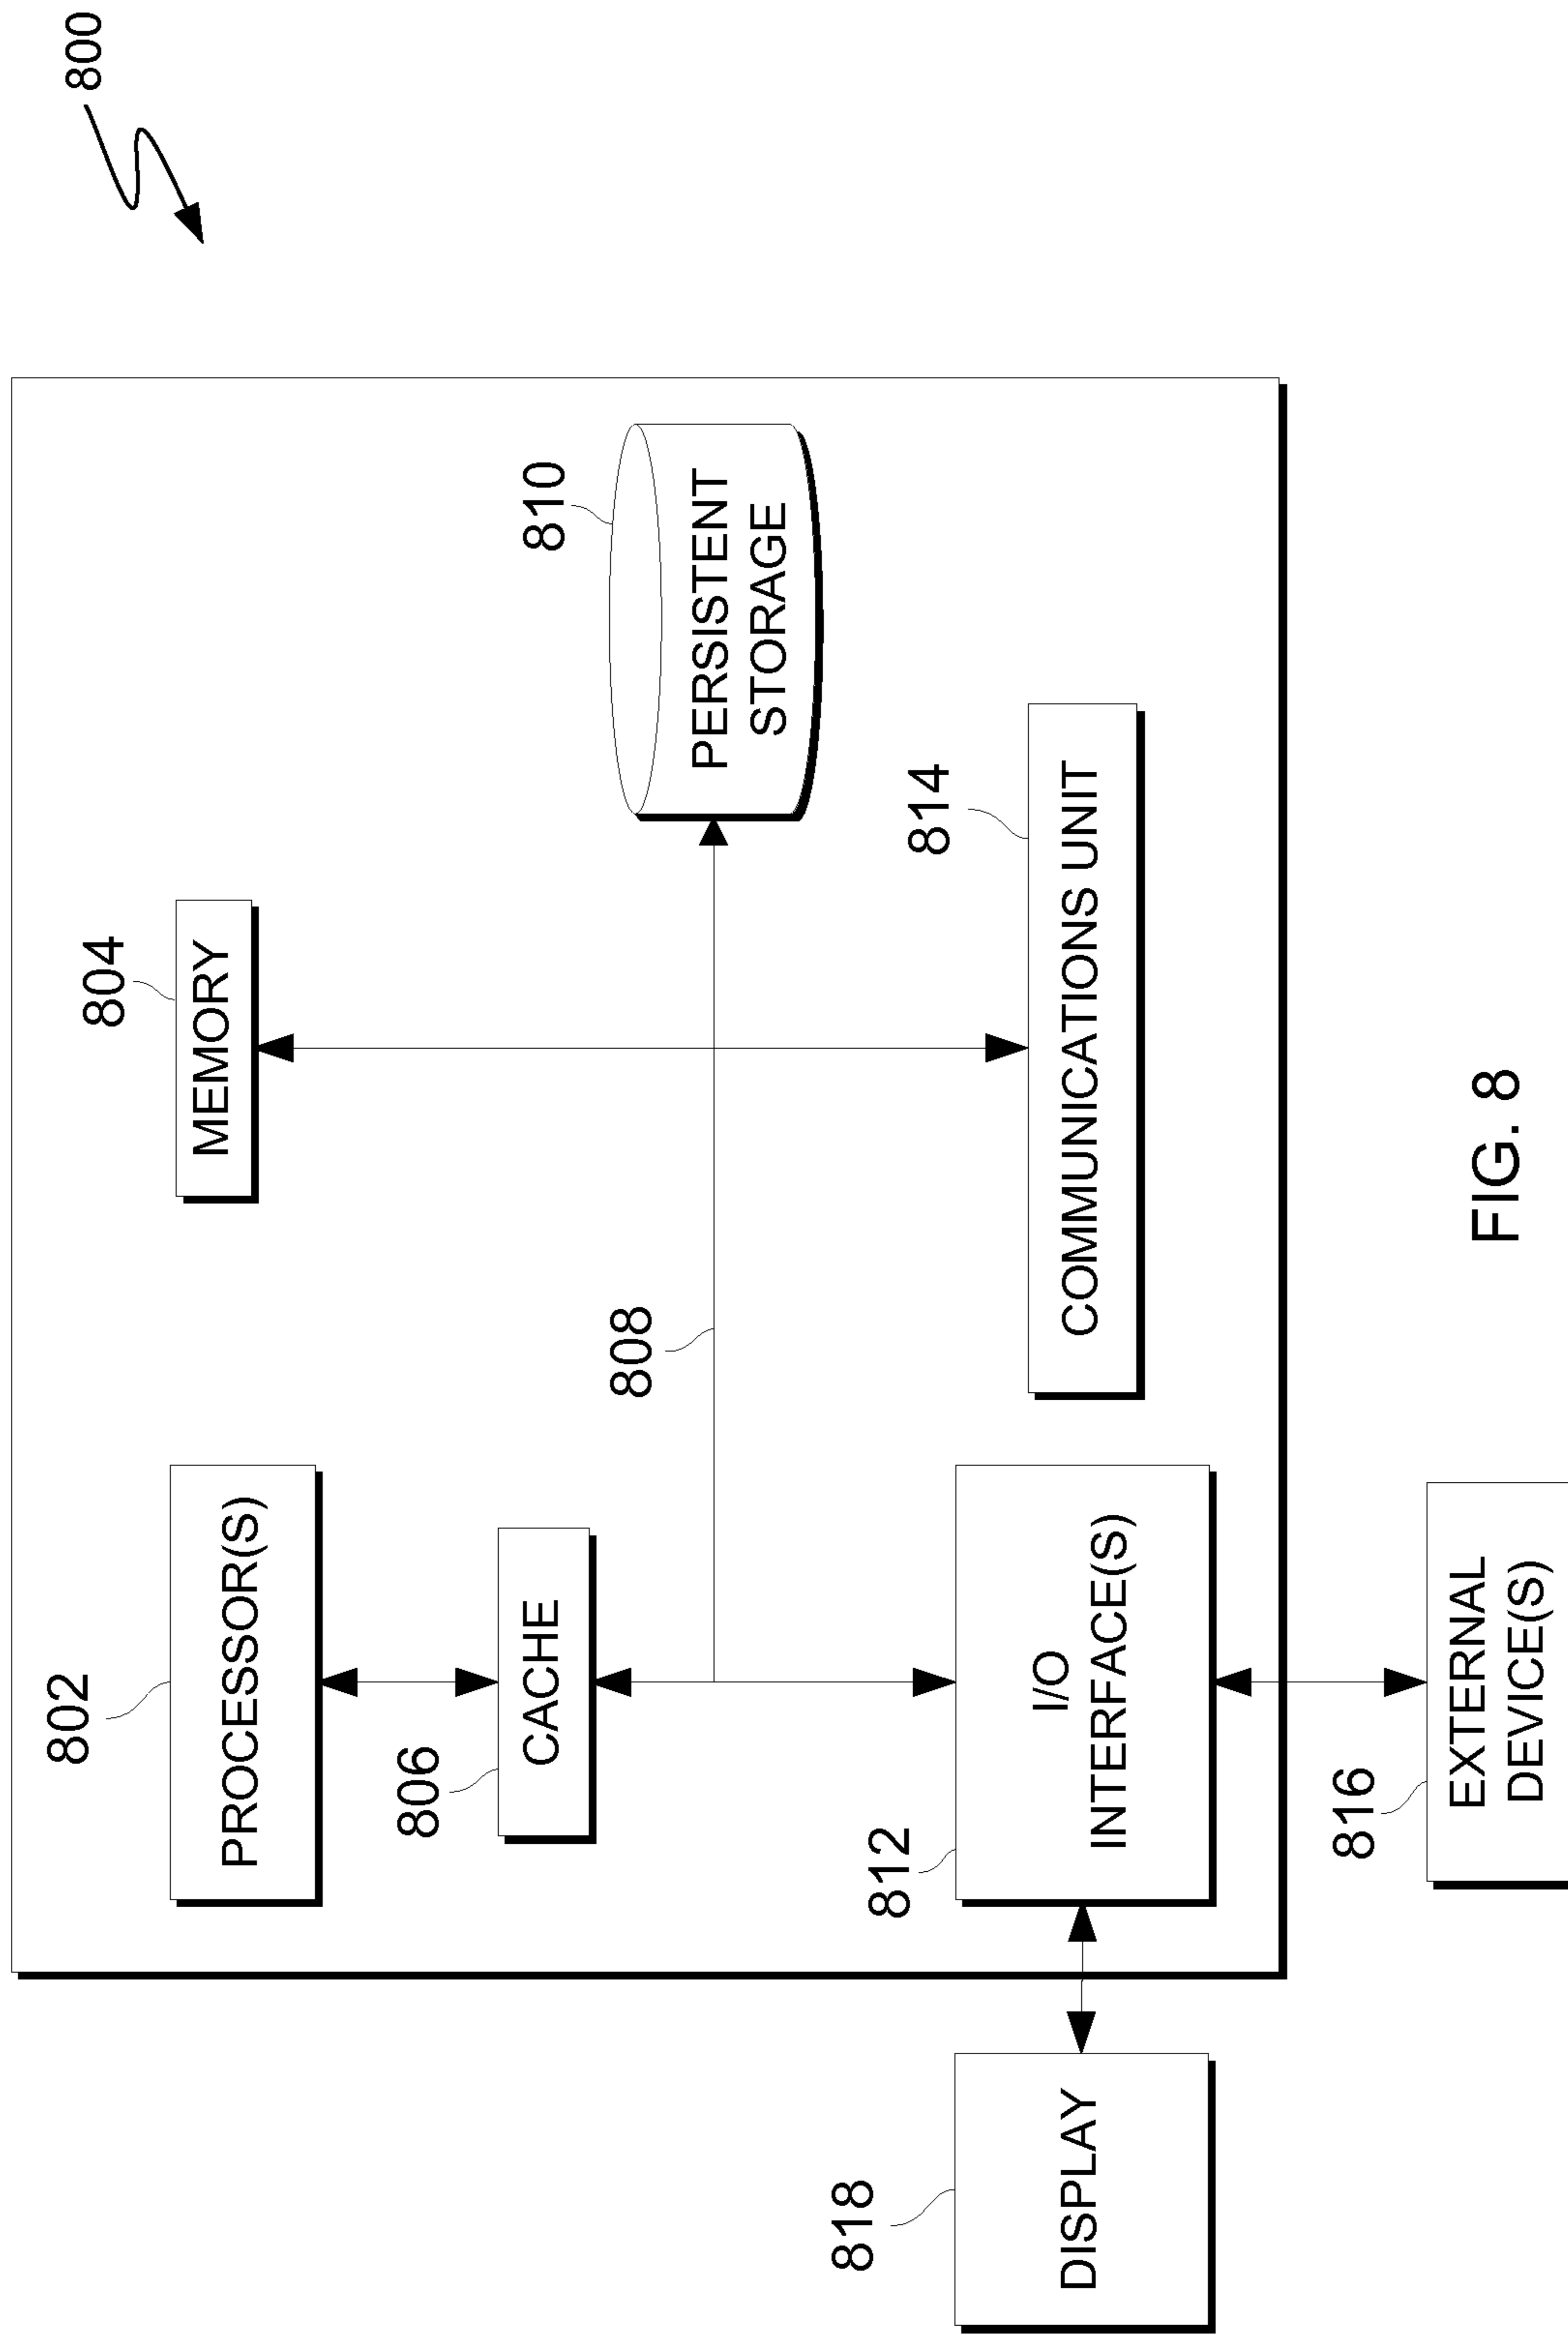 800
802
PROCESSOR(S)
804
MEMORY
806
CACHE
810
PERSISTENT
STORAGE
808
818
DISPLAY
812
I/O
INTERFACE(S)
814
COMMUNICATIONS UNIT
816
EXTERNAL
DEVICE(S)
FIG. 8